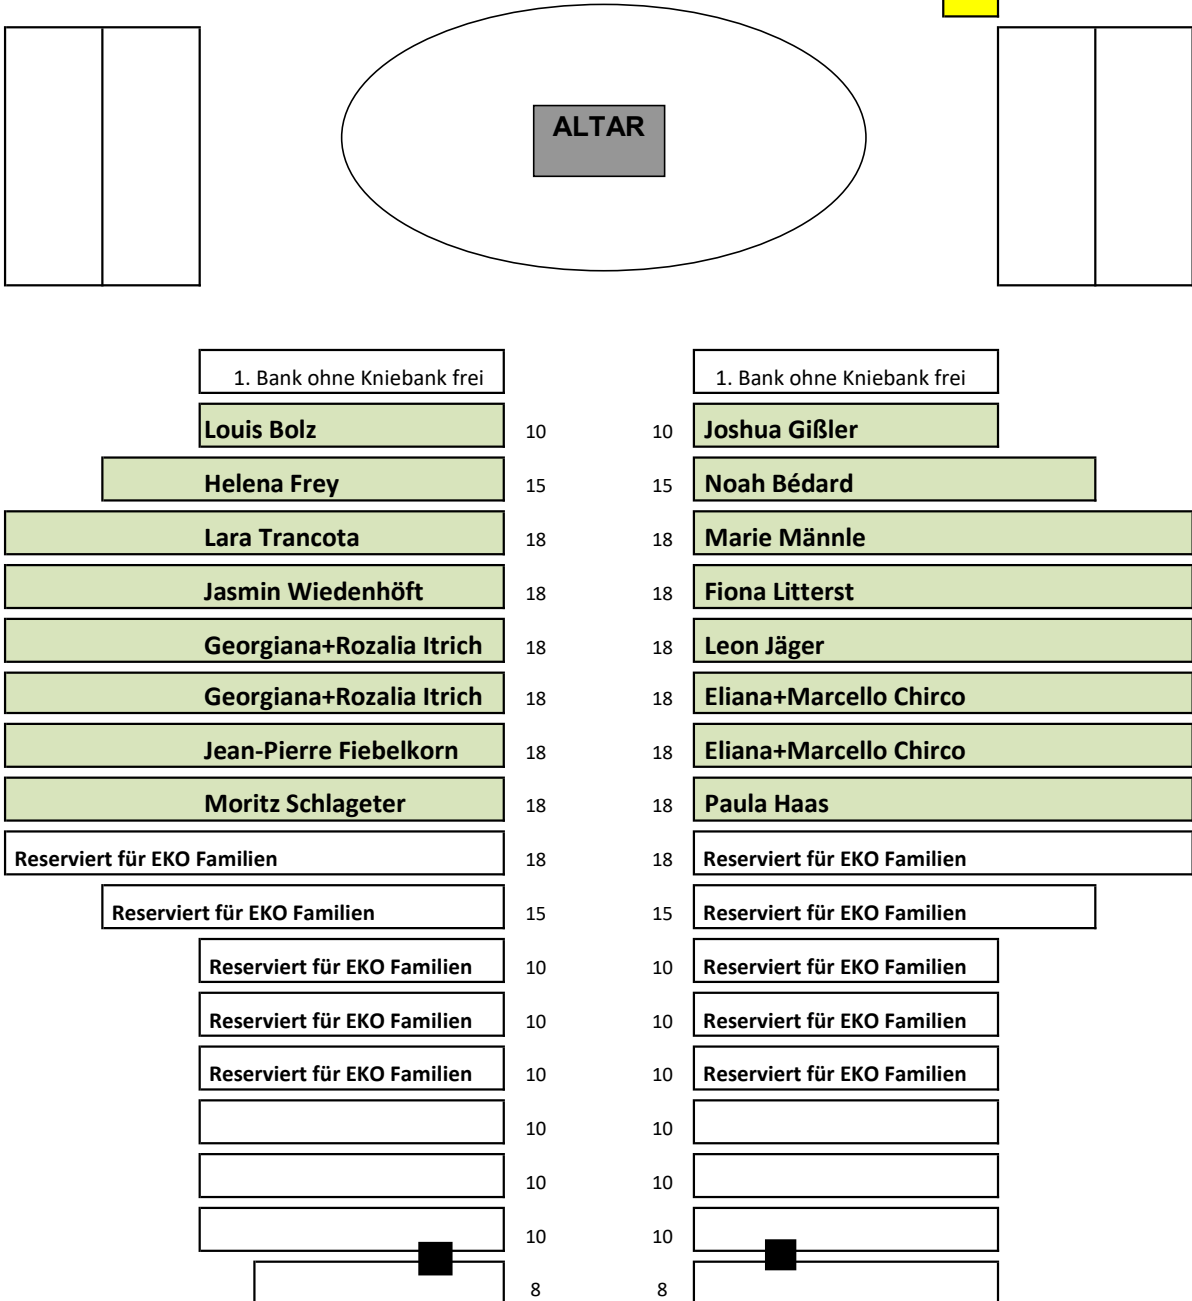 ALTAR
1. Bank ohne Kniebank frei 1. Bank ohne Kniebank frei
Louis Bolz 10 10 Joshua Gißler
Helena Frey 15 15 Noah Bédard
Lara Trancota 18 18 Marie Männle
Jasmin Wiedenhöft 18 18 Fiona Litterst
Georgiana+Rozalia Itrich 18 18 Leon Jäger
Georgiana+Rozalia Itrich 18 18 Eliana+Marcello Chirco
Jean-Pierre Fiebelkorn 18 18 Eliana+Marcello Chirco
Moritz Schlageter 18 18 Paula Haas
Reserviert für EKO Familien 18 18 Reserviert für EKO Familien
Reserviert für EKO Familien 15 15 Reserviert für EKO Familien
Reserviert für EKO Familien 10 10 Reserviert für EKO Familien
Reserviert für EKO Familien 10 10 Reserviert für EKO Familien
Reserviert für EKO Familien 10 10 Reserviert für EKO Familien
10 10
10 10
10 10
8 8